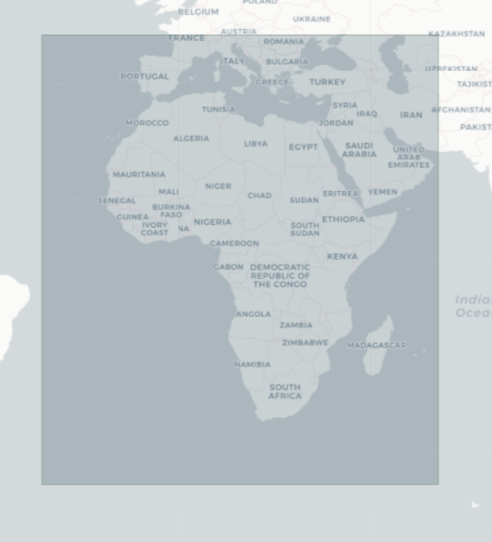 POLAND
BELGIUM
UKRAINE
AUSTRIA
KAZAKHSTAN
FRANCE
ROMANIA
ITALY
BULGARIA
UZBEKISTAN
PORTUGAL
GREECE
TURKEY
TAJIKIST
TUNISIA
SYRIA
IRAQ
IRAN
AFGHANISTAN
MOROCCO
JORDAN
PAKIST
ALGERIA
LIBYA
EGYPT
SAUDI
ARABIA
UNITED
ARAB
EMIRATES
MAURITANIA
MALI
NIGER
CHAD
SUDAN
ERITREA
YEMEN
SENEGAL
BURKINA
FASO
GUINEA
NIGERIA
ETHIOPIA
IVORY
COAST
NA
SOUTH
SUDAN
CAMEROON
KENYA
GABON
DEMOCRATIC
REPUBLIC OF
THE CONGO
India
Ocea
ANGOLA
ZAMBIA
ZIMBABWE
MADAGASCAR
NAMIBIA
SOUTH
AFRICA